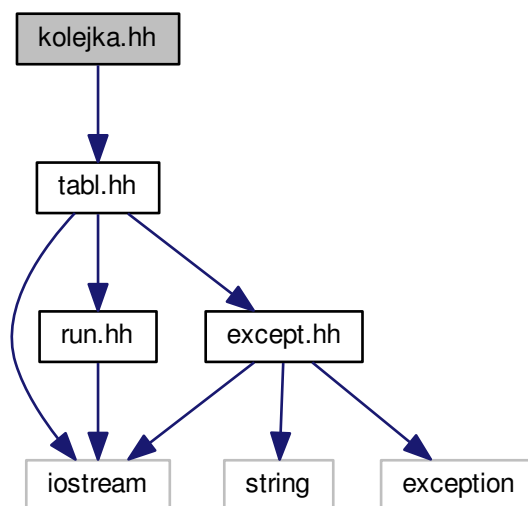 kolejka.hh
tabl.hh
run.hh
except.hh
iostream
string
exception